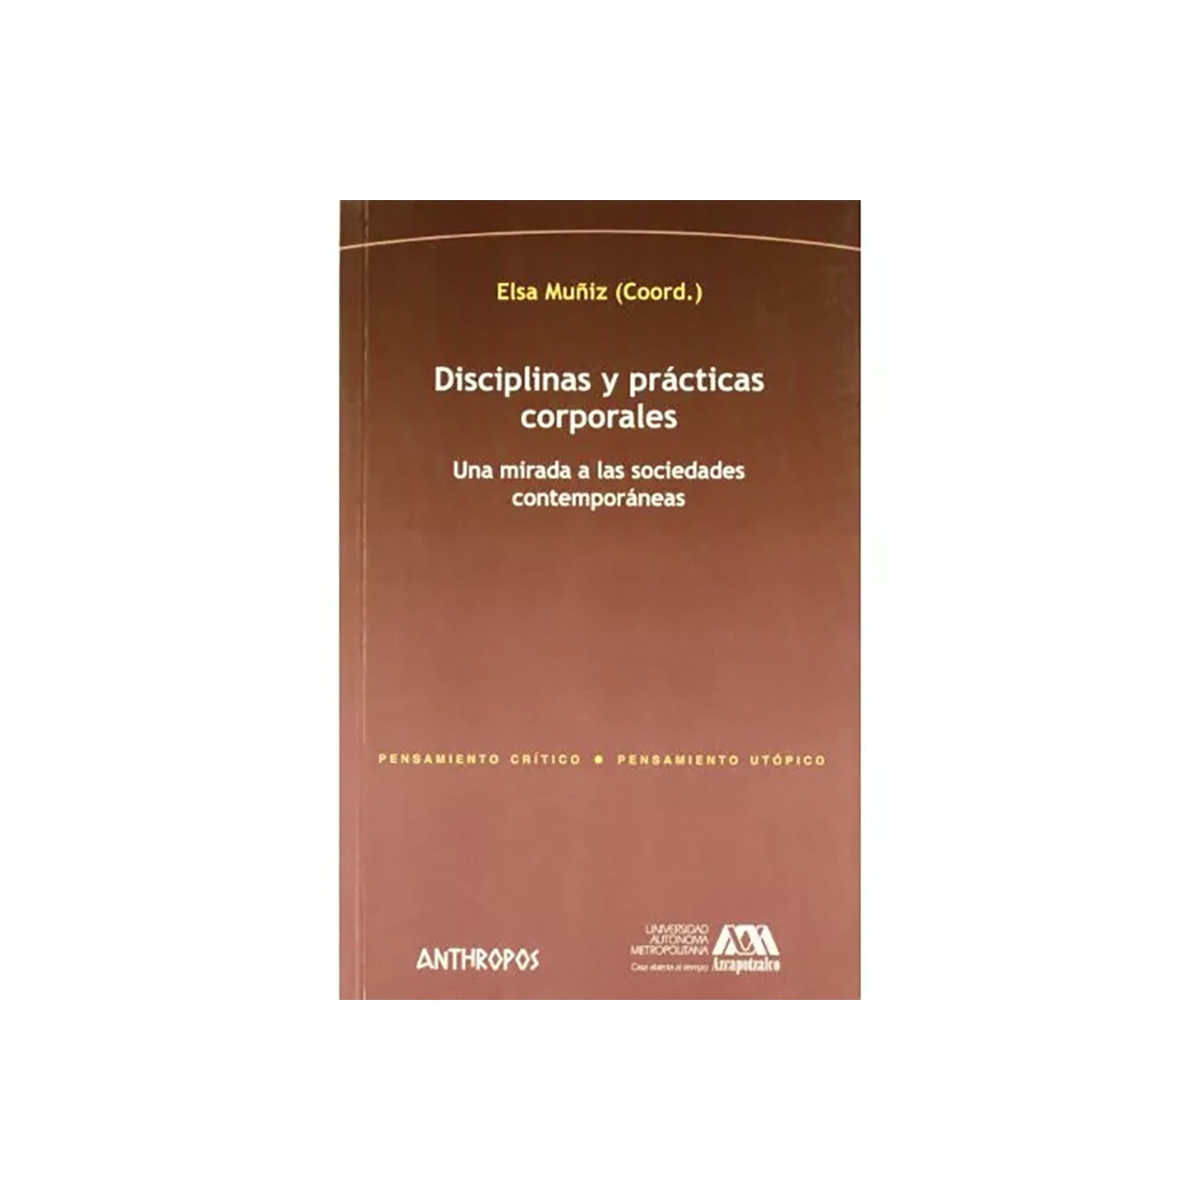 Elsa Muñiz (Coord.)
Disciplinas y prácticas
corporales
Una mirada a las sociedades
contemporáneas
PENSAMIENTO CRÍTICO • PENSAMIENTO UTÓPICO
ANTHROPOS
UNIVERSIDAD
AUTÓNOMA
METROPOLITANA
Casa abierta al tiempo Azcapotzalco